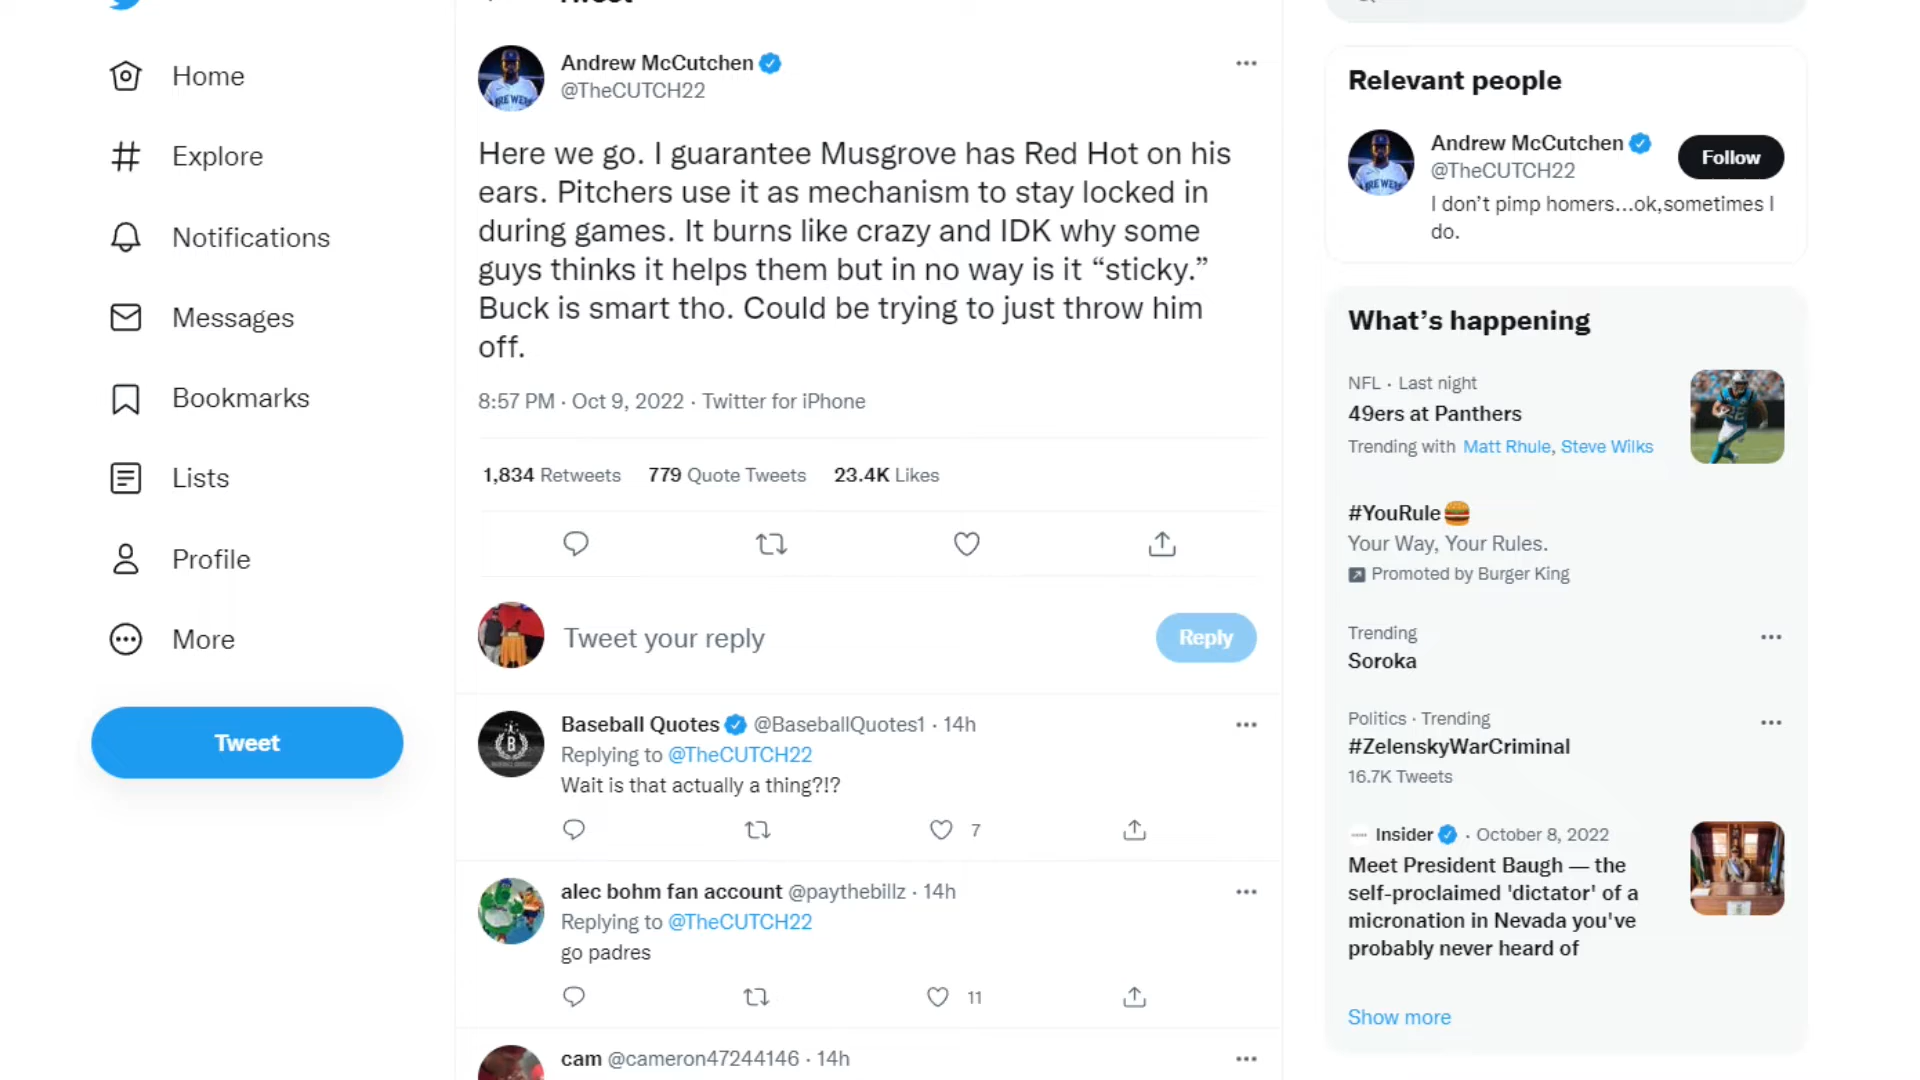 Home
Explore
Notifications
Messages
Bookmarks
Lists
Profile
More
Tweet
Tweet
Andrew McCutchen
@TheCUTCH22
Here we go. I guarantee Musgrove has Red Hot on his
ears. Pitchers use it as mechanism to stay locked in
during games. It burns like crazy and IDK why some
guys thinks it helps them but in no way is it “sticky.”
Buck is smart tho. Could be trying to just throw him
off.
8:57 PM · Oct 9, 2022 · Twitter for iPhone
1,834 Retweets 779 Quote Tweets 23.4K Likes
Tweet your reply
Reply
Baseball Quotes @BaseballQuotes1 · 14h
Replying to @TheCUTCH22
Wait is that actually a thing?!?
7
alec bohm fan account @paythebillz · 14h
Replying to @TheCUTCH22
go padres
11
cam @cameron47244146 · 14h
Relevant people
Andrew McCutchen
@TheCUTCH22
Follow
I don’t pimp homers...ok,sometimes I
do.
What’s happening
NFL · Last night
49ers at Panthers
Trending with Matt Rhule, Steve Wilks
#YouRule🍔
Your Way, Your Rules.
Promoted by Burger King
Trending
Soroka
Politics · Trending
#ZelenskyWarCriminal
16.7K Tweets
Insider · October 8, 2022
Meet President Baugh — the
self-proclaimed 'dictator' of a
micronation in Nevada you've
probably never heard of
Show more